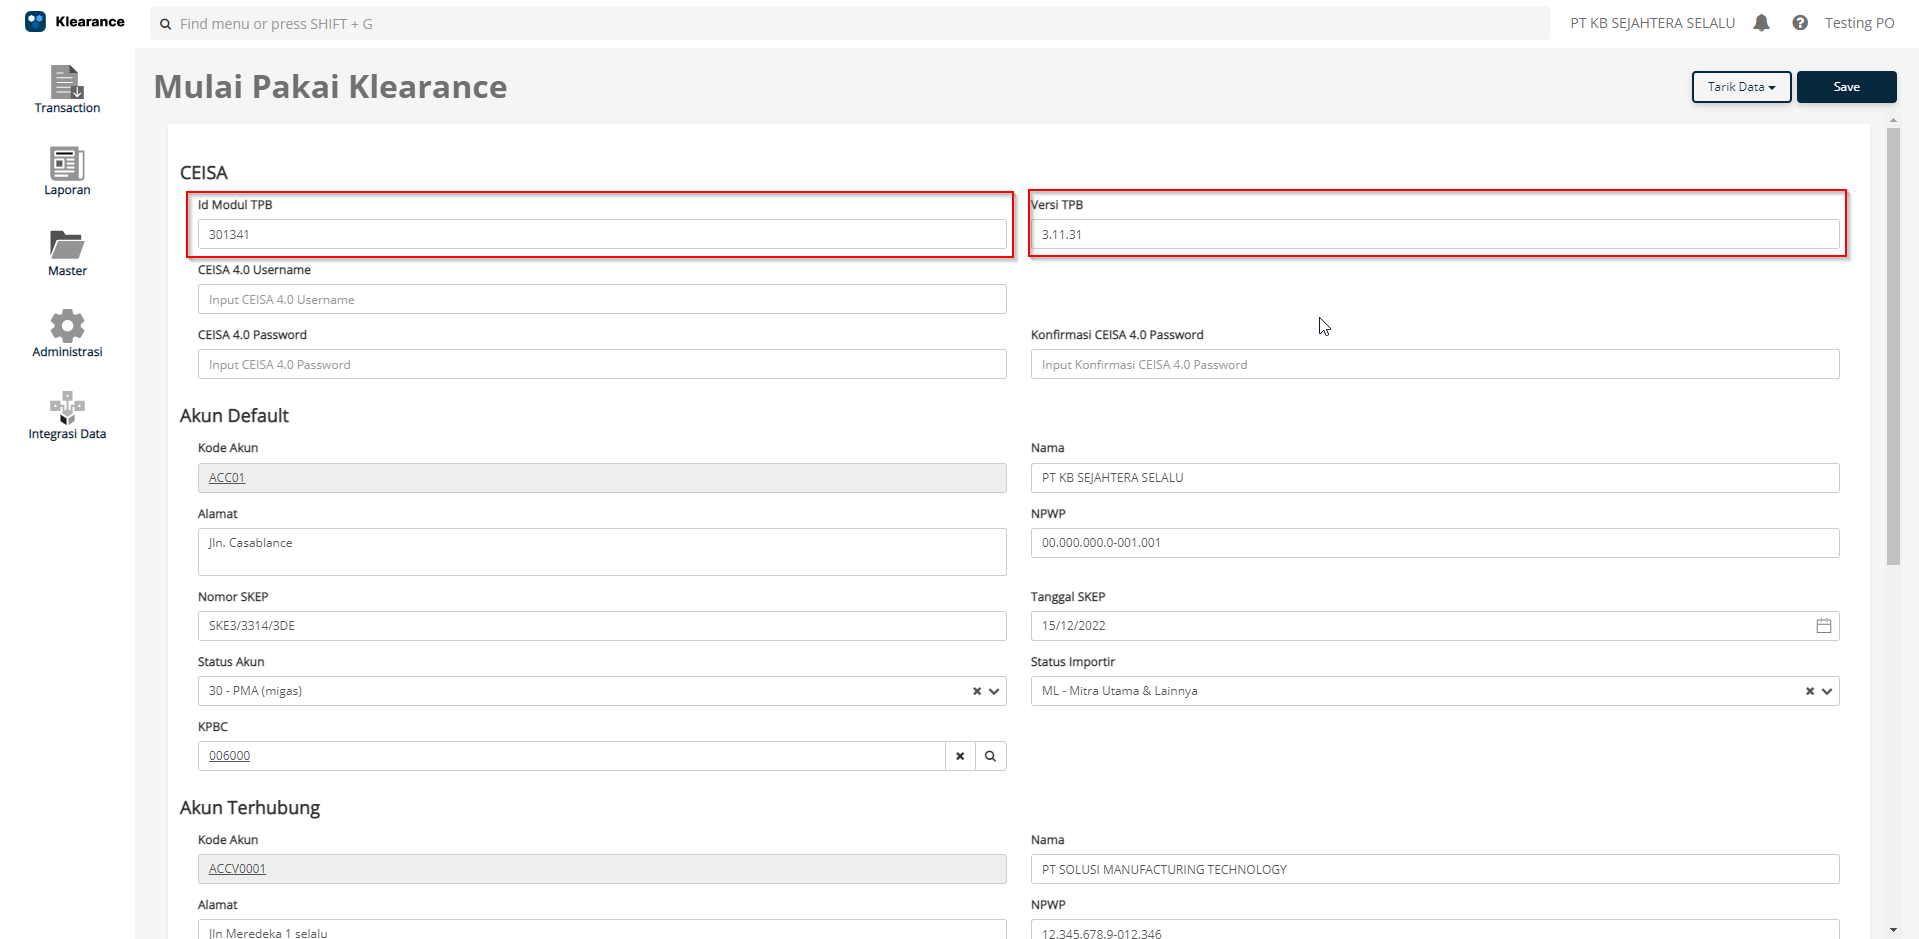 Klearance
Find menu or press SHIFT + G
PT KB SEJAHTERA SELALU
Testing PO
Transaction
Laporan
Master
Administrasi
Integrasi Data
Mulai Pakai Klearance
Tarik Data
Save
CEISA
Id Modul TPB
Versi TPB
301341
3.11.31
CEISA 4.0 Username
Input CEISA 4.0 Username
CEISA 4.0 Password
Konfirmasi CEISA 4.0 Password
Input CEISA 4.0 Password
Input Konfirmasi CEISA 4.0 Password
Akun Default
Kode Akun
Nama
ACC01
PT KB SEJAHTERA SELALU
Alamat
NPWP
Jln. Casablance
00.000.000.0-001.001
Nomor SKEP
Tanggal SKEP
SKE3/3314/3DE
15/12/2022
Status Akun
Status Importir
30 - PMA (migas)
ML - Mitra Utama & Lainnya
KPBC
006000
Akun Terhubung
Kode Akun
Nama
ACCV0001
PT SOLUSI MANUFACTURING TECHNOLOGY
Alamat
NPWP
Jln Meredeka 1 selalu
12.345.678.9-012.346